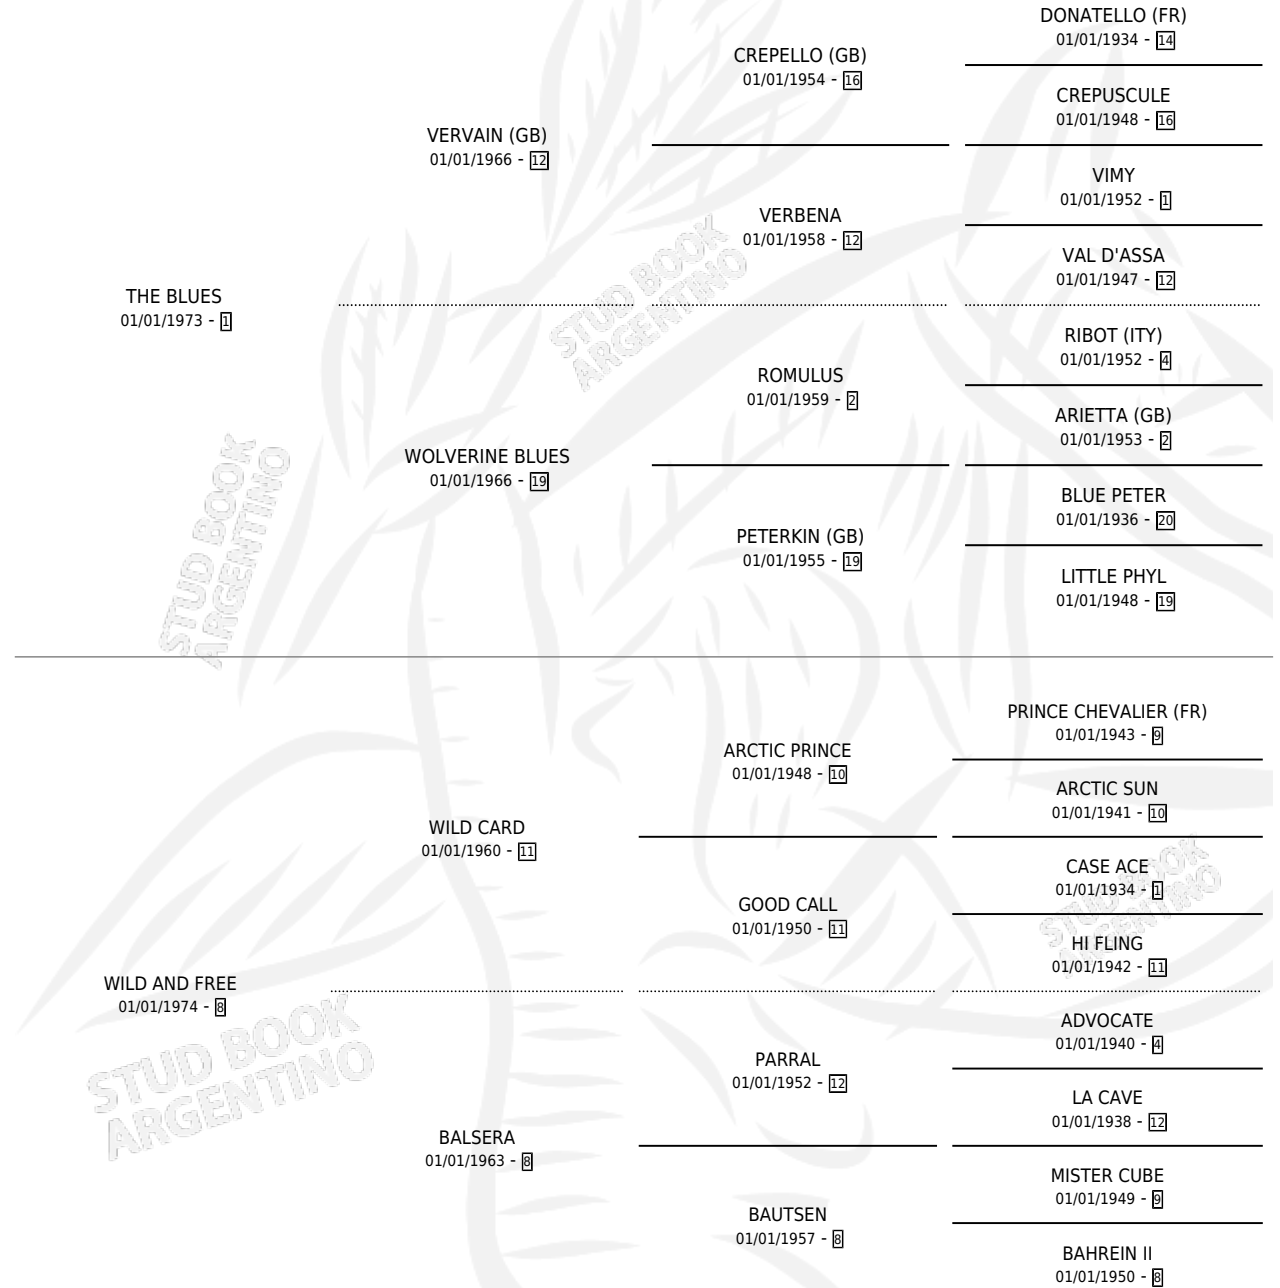 DONATELLO (FR)
01/01/1934 - 14
CREPELLO (GB)
01/01/1954 - 16
CREPUSCULE
01/01/1948 - 16
VERVAIN (GB)
01/01/1966 - 12
VIMY
01/01/1952 - 1
VERBENA
01/01/1958 - 12
VAL D'ASSA
01/01/1947 - 12
THE BLUES
01/01/1973 - 1
RIBOT (ITY)
01/01/1952 - 4
ROMULUS
01/01/1959 - 2
ARIETTA (GB)
01/01/1953 - 2
WOLVERINE BLUES
01/01/1966 - 19
BLUE PETER
01/01/1936 - 20
PETERKIN (GB)
01/01/1955 - 19
LITTLE PHYL
01/01/1948 - 19
PRINCE CHEVALIER (FR)
01/01/1943 - 9
ARCTIC PRINCE
01/01/1948 - 10
ARCTIC SUN
01/01/1941 - 10
WILD CARD
01/01/1960 - 11
CASE ACE
01/01/1934 - 1
GOOD CALL
01/01/1950 - 11
HI FLING
01/01/1942 - 11
WILD AND FREE
01/01/1974 - 8
ADVOCATE
01/01/1940 - 4
PARRAL
01/01/1952 - 12
LA CAVE
01/01/1938 - 12
BALSERA
01/01/1963 - 8
MISTER CUBE
01/01/1949 - 9
BAUTSEN
01/01/1957 - 8
BAHREIN II
01/01/1950 - 8
STUD BOOK
ARGENTINO
STUD BOOK
ARGENTINO
STUD BOOK
ARGENTINO
STUD BOOK
ARGENTINO